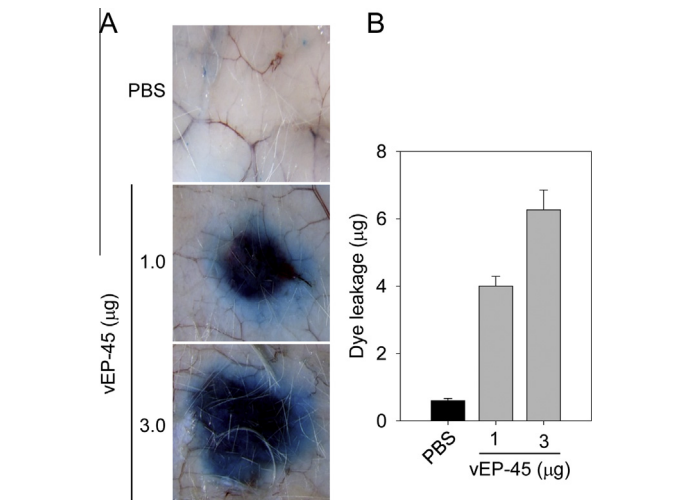 A
B
PBS
1.0
3.0
vEP-45 (μg)
8
6
4
2
0
Dye leakage (μg)
PBS
1
3
vEP-45 (μg)